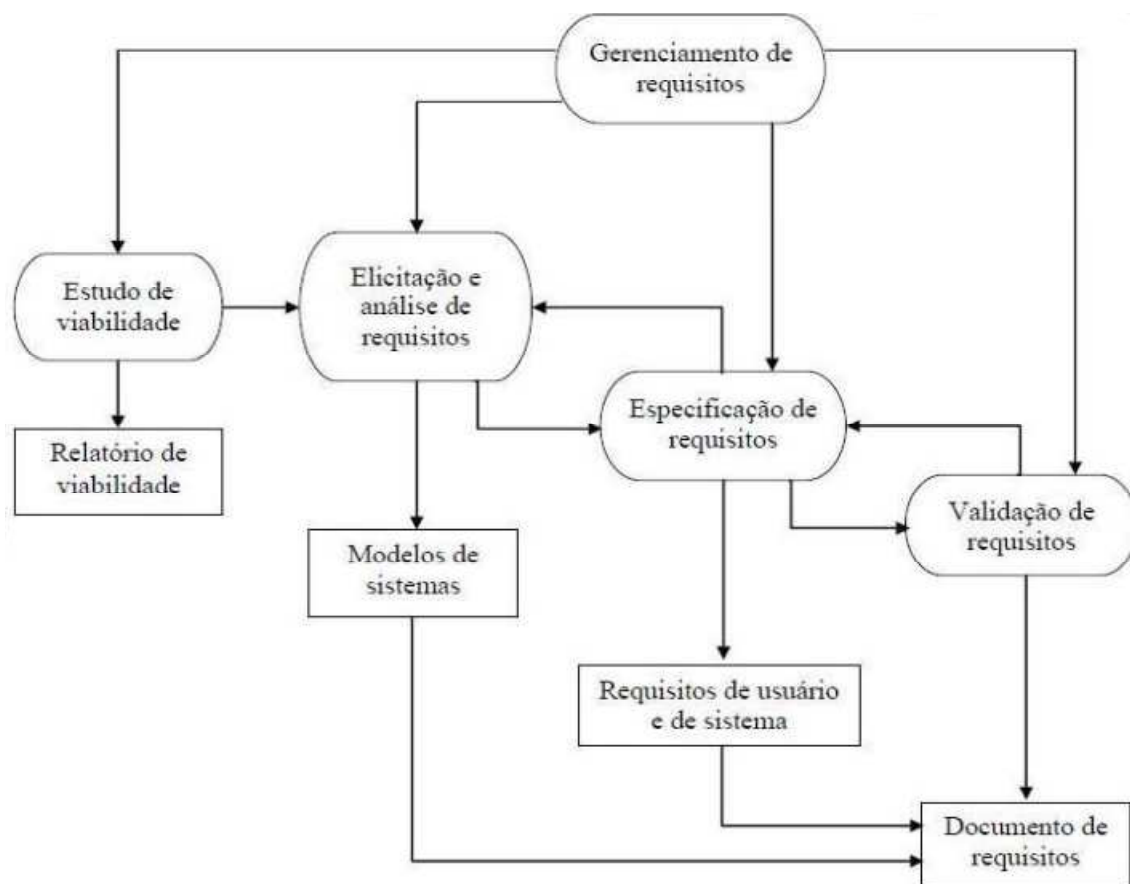 Gerenciamento de
requisitos
Estudo de
viabilidade
Elicitação e
análise de
requisitos
Especificação de
requisitos
Relatório de
viabilidade
Validação de
requisitos
Modelos de
sistemas
Requisitos de usuário
e de sistema
Documento de
requisitos